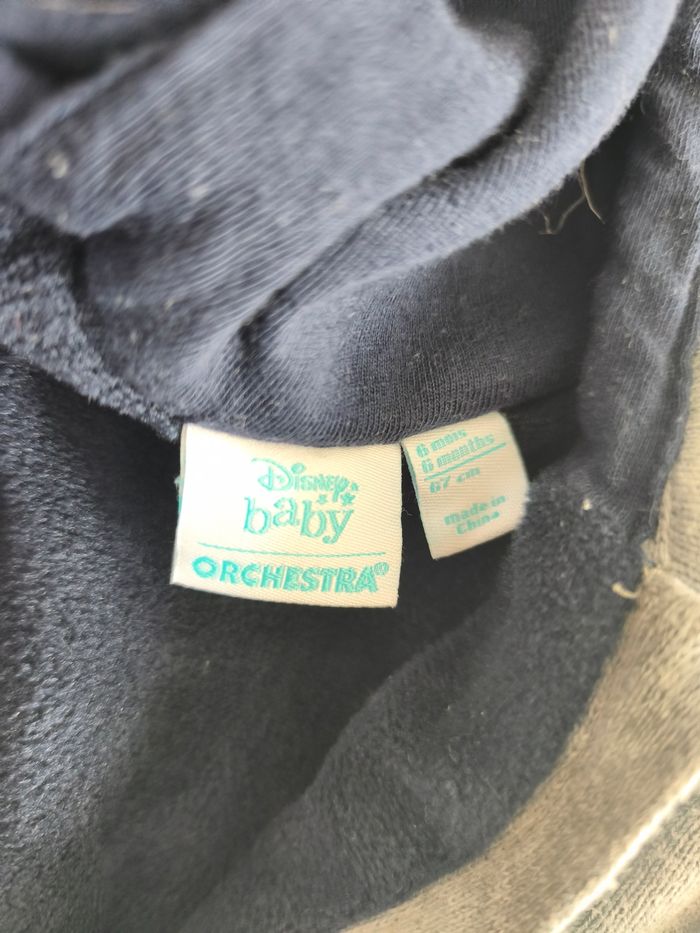 Disney
baby
ORCHESTRA®
6 mois
6 months
67 cm
made in
China